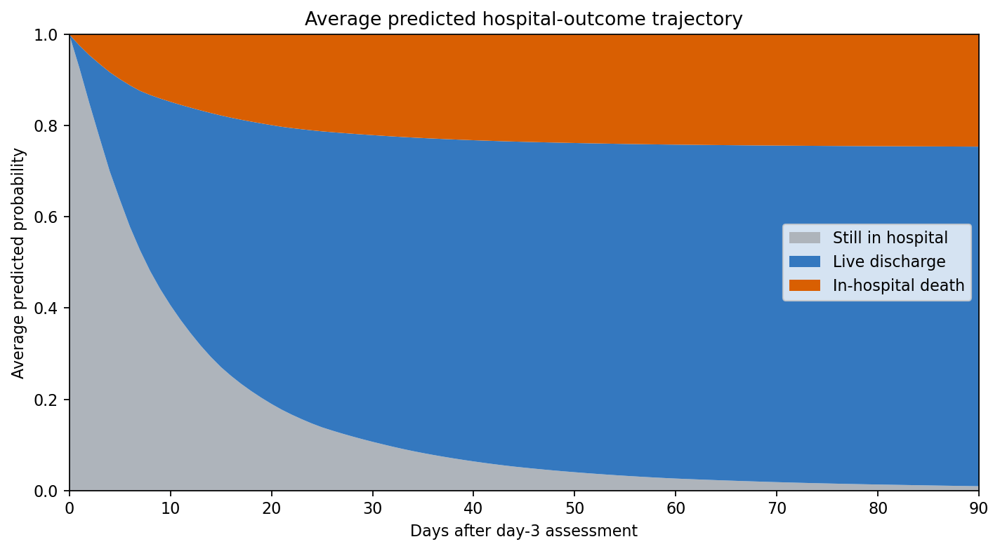 Average predicted hospital-outcome trajectory
Average predicted probability
1.0
0.8
0.6
0.4
0.2
0.0
Still in hospital
Live discharge
In-hospital death
0 10 20 30 40 50 60 70 80 90
Days after day-3 assessment